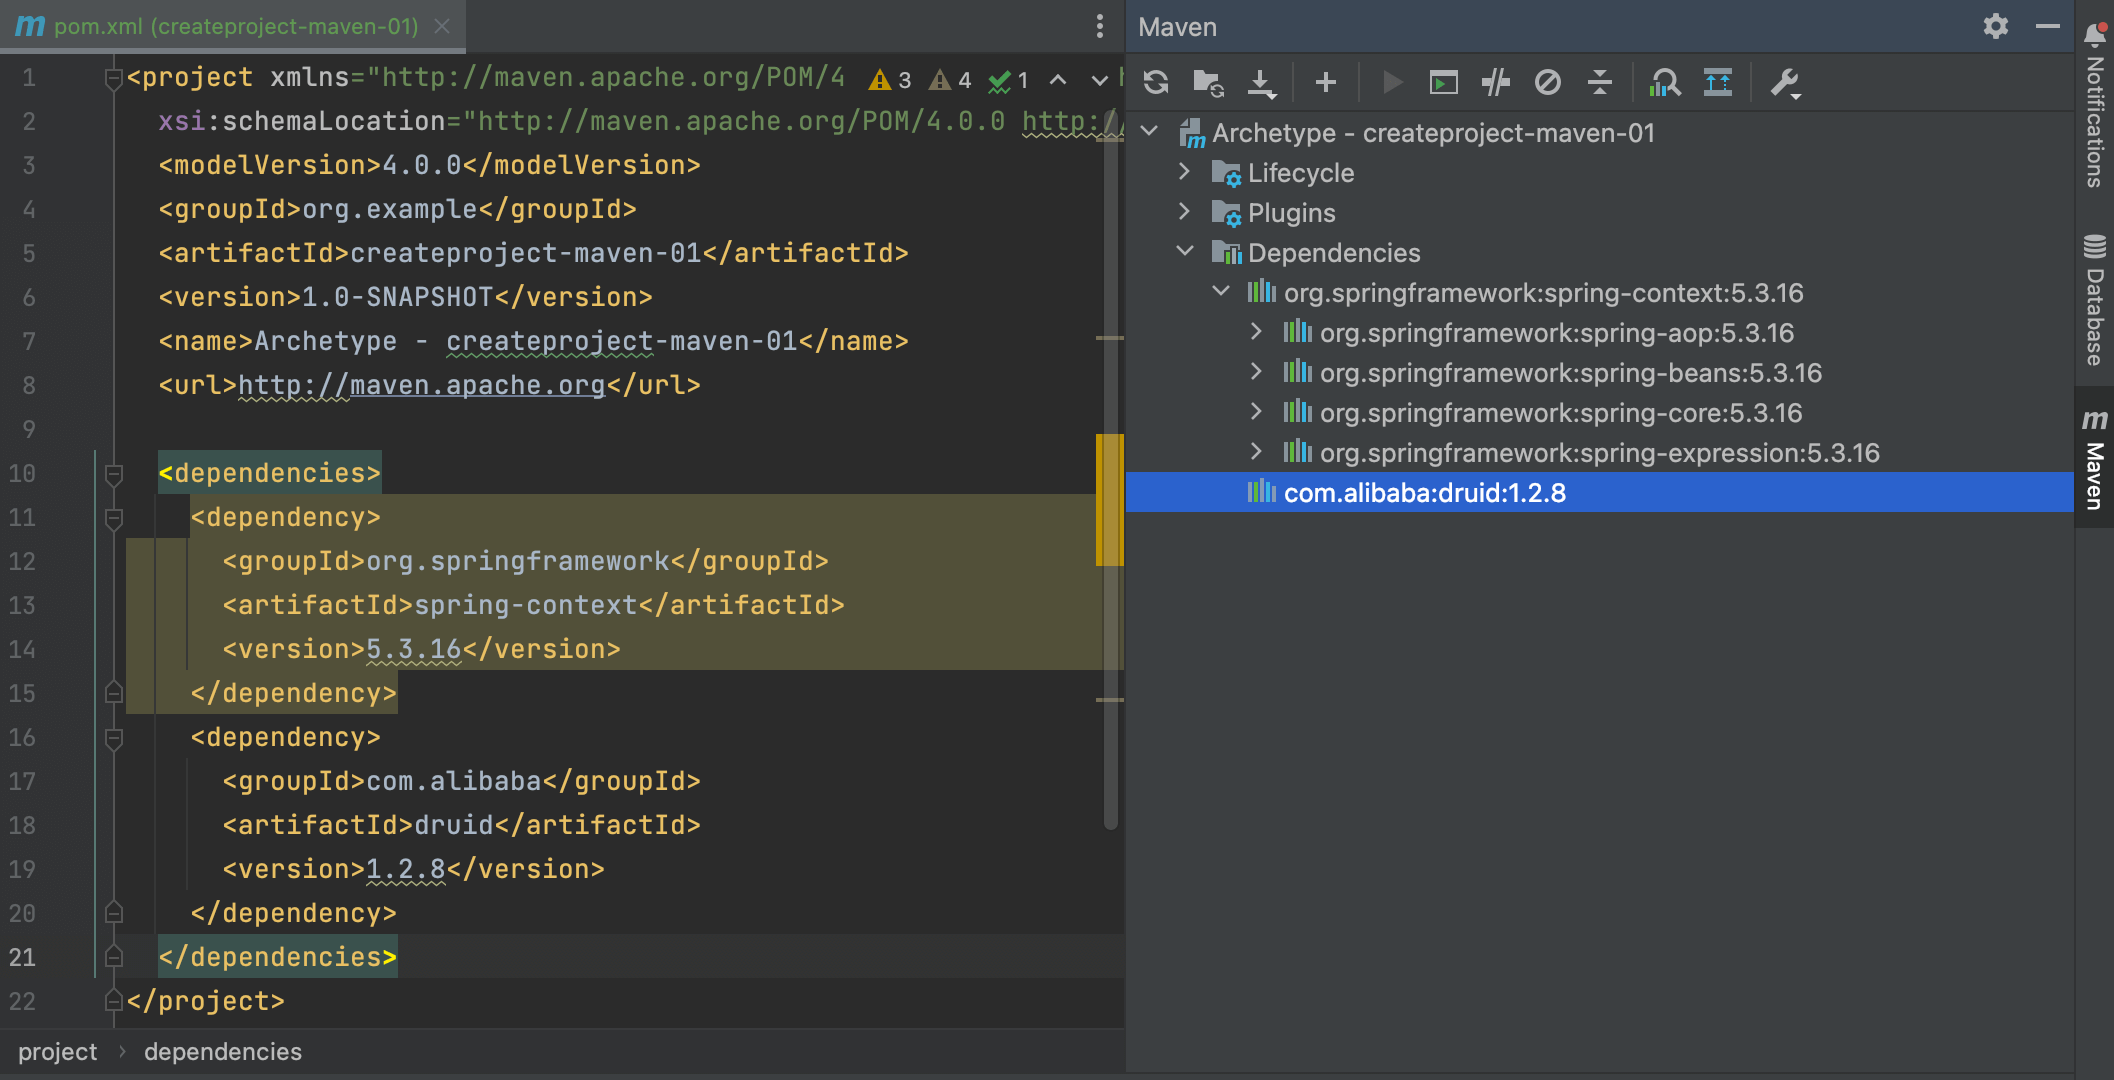 pom.xml (createproject-maven-01)
1 <project xmlns="http://maven.apache.org/POM/4 3 4 1
2 xsi:schemaLocation="http://maven.apache.org/POM/4.0.0 http://
3 <modelVersion>4.0.0</modelVersion>
4 <groupId>org.example</groupId>
5 <artifactId>createproject-maven-01</artifactId>
6 <version>1.0-SNAPSHOT</version>
7 <name>Archetype - createproject-maven-01</name>
8 <url>http://maven.apache.org</url>
9
10 <dependencies>
11 <dependency>
12 <groupId>org.springframework</groupId>
13 <artifactId>spring-context</artifactId>
14 <version>5.3.16</version>
15 </dependency>
16 <dependency>
17 <groupId>com.alibaba</groupId>
18 <artifactId>druid</artifactId>
19 <version>1.2.8</version>
20 </dependency>
21 </dependencies>
22 </project>
project › dependencies
Maven
Archetype - createproject-maven-01
Lifecycle
Plugins
Dependencies
org.springframework:spring-context:5.3.16
org.springframework:spring-aop:5.3.16
org.springframework:spring-beans:5.3.16
org.springframework:spring-core:5.3.16
org.springframework:spring-expression:5.3.16
com.alibaba:druid:1.2.8
Notifications
Database
Maven